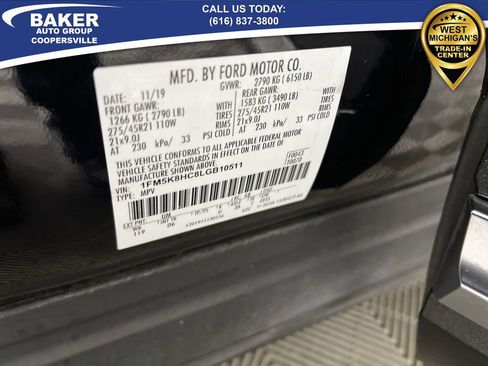 BAKER
AUTO GROUP
COOPERSVILLE
CALL US TODAY:
(616) 837-3800
WEST
MICHIGAN'S
TRADE-IN
CENTER
MFD. BY FORD MOTOR CO.
11/19
GVWR: 2790 KG ( 6150 LB)
FRONT GAWR:
1266 KG ( 2790 LB)
275/45R21 110W
21x9.0J
AT 230 kPa/ 33 PSI COLD
REAR GAWR:
1583 KG ( 3490 LB)
WITH
TIRES
RIMS
275/45R21 110W
21x9.0J
AT 230 kPa/ 33 PSI COLD
THIS VEHICLE CONFORMS TO ALL APPLICABLE FEDERAL MOTOR
VEHICLE SAFETY STANDARDS IN EFFECT ON THE DATE OF
MANUFACTURE SHOWN ABOVE.
VIN: 1FM5K8HC8LGB10511
TYPE: MPV
F0043
UM
D6